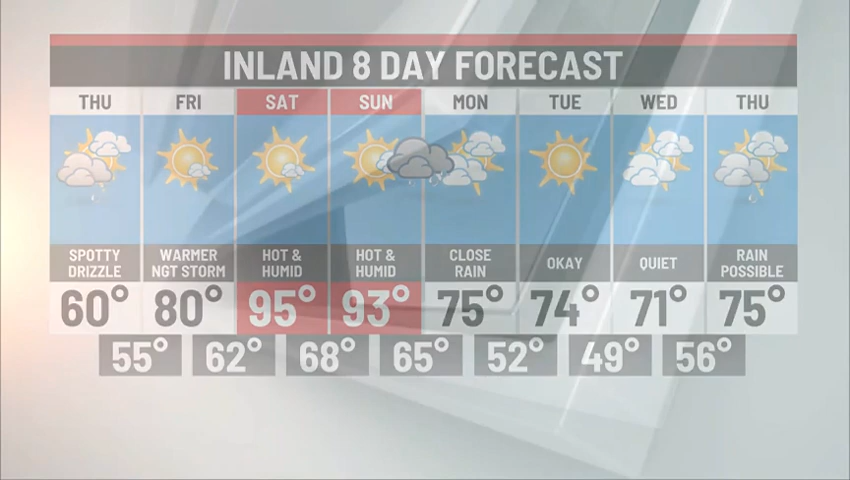 INLAND 8 DAY FORECAST
THU FRI SAT SUN MON TUE WED THU
SPOTTY DRIZZLE
WARMER NGT STORM
HOT & HUMID
HOT & HUMID
CLOSE RAIN
OKAY
QUIET
RAIN POSSIBLE
60° 80° 95° 93° 75° 74° 71° 75°
55° 62° 68° 65° 52° 49° 56°